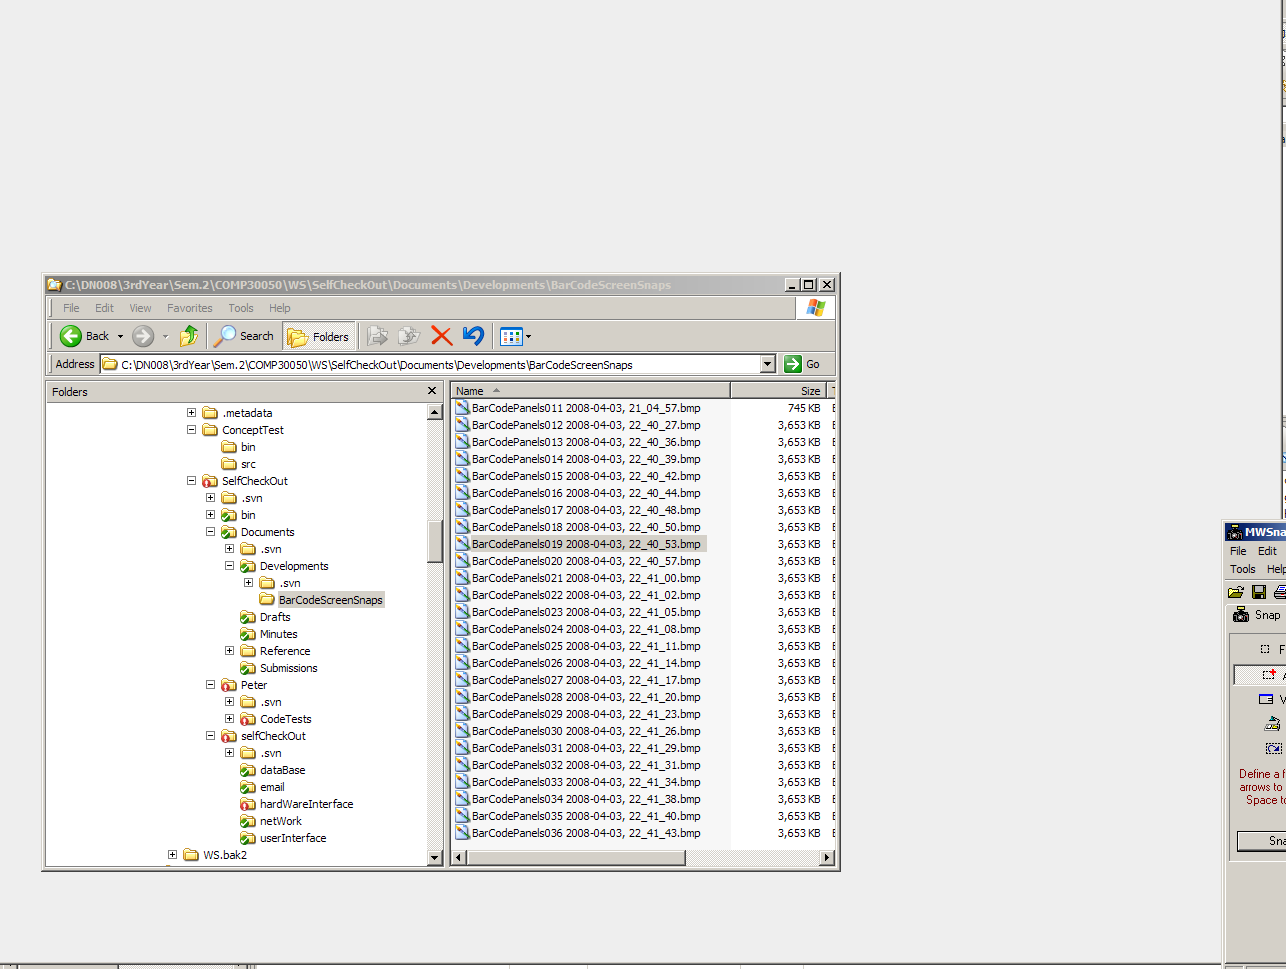 C:\DN008\3rdYear\Sem.2\COMP30050\WS\SelfCheckOut\Documents\Developments\BarCodeScreenSnaps
File Edit View Favorites Tools Help
Back Search Folders
Address C:\DN008\3rdYear\Sem.2\COMP30050\WS\SelfCheckOut\Documents\Developments\BarCodeScreenSnaps Go
Folders
.metadata
ConceptTest
bin
src
SelfCheckOut
.svn
bin
Documents
.svn
Developments
.svn
BarCodeScreenSnaps
Drafts
Minutes
Reference
Submissions
Peter
.svn
CodeTests
selfCheckOut
.svn
dataBase
email
hardWareInterface
netWork
userInterface
WS.bak2
Name Size
BarCodePanels011 2008-04-03, 21_04_57.bmp 745 KB
BarCodePanels012 2008-04-03, 22_40_27.bmp 3,653 KB
BarCodePanels013 2008-04-03, 22_40_36.bmp 3,653 KB
BarCodePanels014 2008-04-03, 22_40_39.bmp 3,653 KB
BarCodePanels015 2008-04-03, 22_40_42.bmp 3,653 KB
BarCodePanels016 2008-04-03, 22_40_44.bmp 3,653 KB
BarCodePanels017 2008-04-03, 22_40_48.bmp 3,653 KB
BarCodePanels018 2008-04-03, 22_40_50.bmp 3,653 KB
BarCodePanels019 2008-04-03, 22_40_53.bmp 3,653 KB
BarCodePanels020 2008-04-03, 22_40_57.bmp 3,653 KB
BarCodePanels021 2008-04-03, 22_41_00.bmp 3,653 KB
BarCodePanels022 2008-04-03, 22_41_02.bmp 3,653 KB
BarCodePanels023 2008-04-03, 22_41_05.bmp 3,653 KB
BarCodePanels024 2008-04-03, 22_41_08.bmp 3,653 KB
BarCodePanels025 2008-04-03, 22_41_11.bmp 3,653 KB
BarCodePanels026 2008-04-03, 22_41_14.bmp 3,653 KB
BarCodePanels027 2008-04-03, 22_41_17.bmp 3,653 KB
BarCodePanels028 2008-04-03, 22_41_20.bmp 3,653 KB
BarCodePanels029 2008-04-03, 22_41_23.bmp 3,653 KB
BarCodePanels030 2008-04-03, 22_41_26.bmp 3,653 KB
BarCodePanels031 2008-04-03, 22_41_29.bmp 3,653 KB
BarCodePanels032 2008-04-03, 22_41_31.bmp 3,653 KB
BarCodePanels033 2008-04-03, 22_41_34.bmp 3,653 KB
BarCodePanels034 2008-04-03, 22_41_38.bmp 3,653 KB
BarCodePanels035 2008-04-03, 22_41_40.bmp 3,653 KB
BarCodePanels036 2008-04-03, 22_41_43.bmp 3,653 KB
MWSna
File Edit
Tools Help
Snap
Define a f
arrows to
Space to
Sna